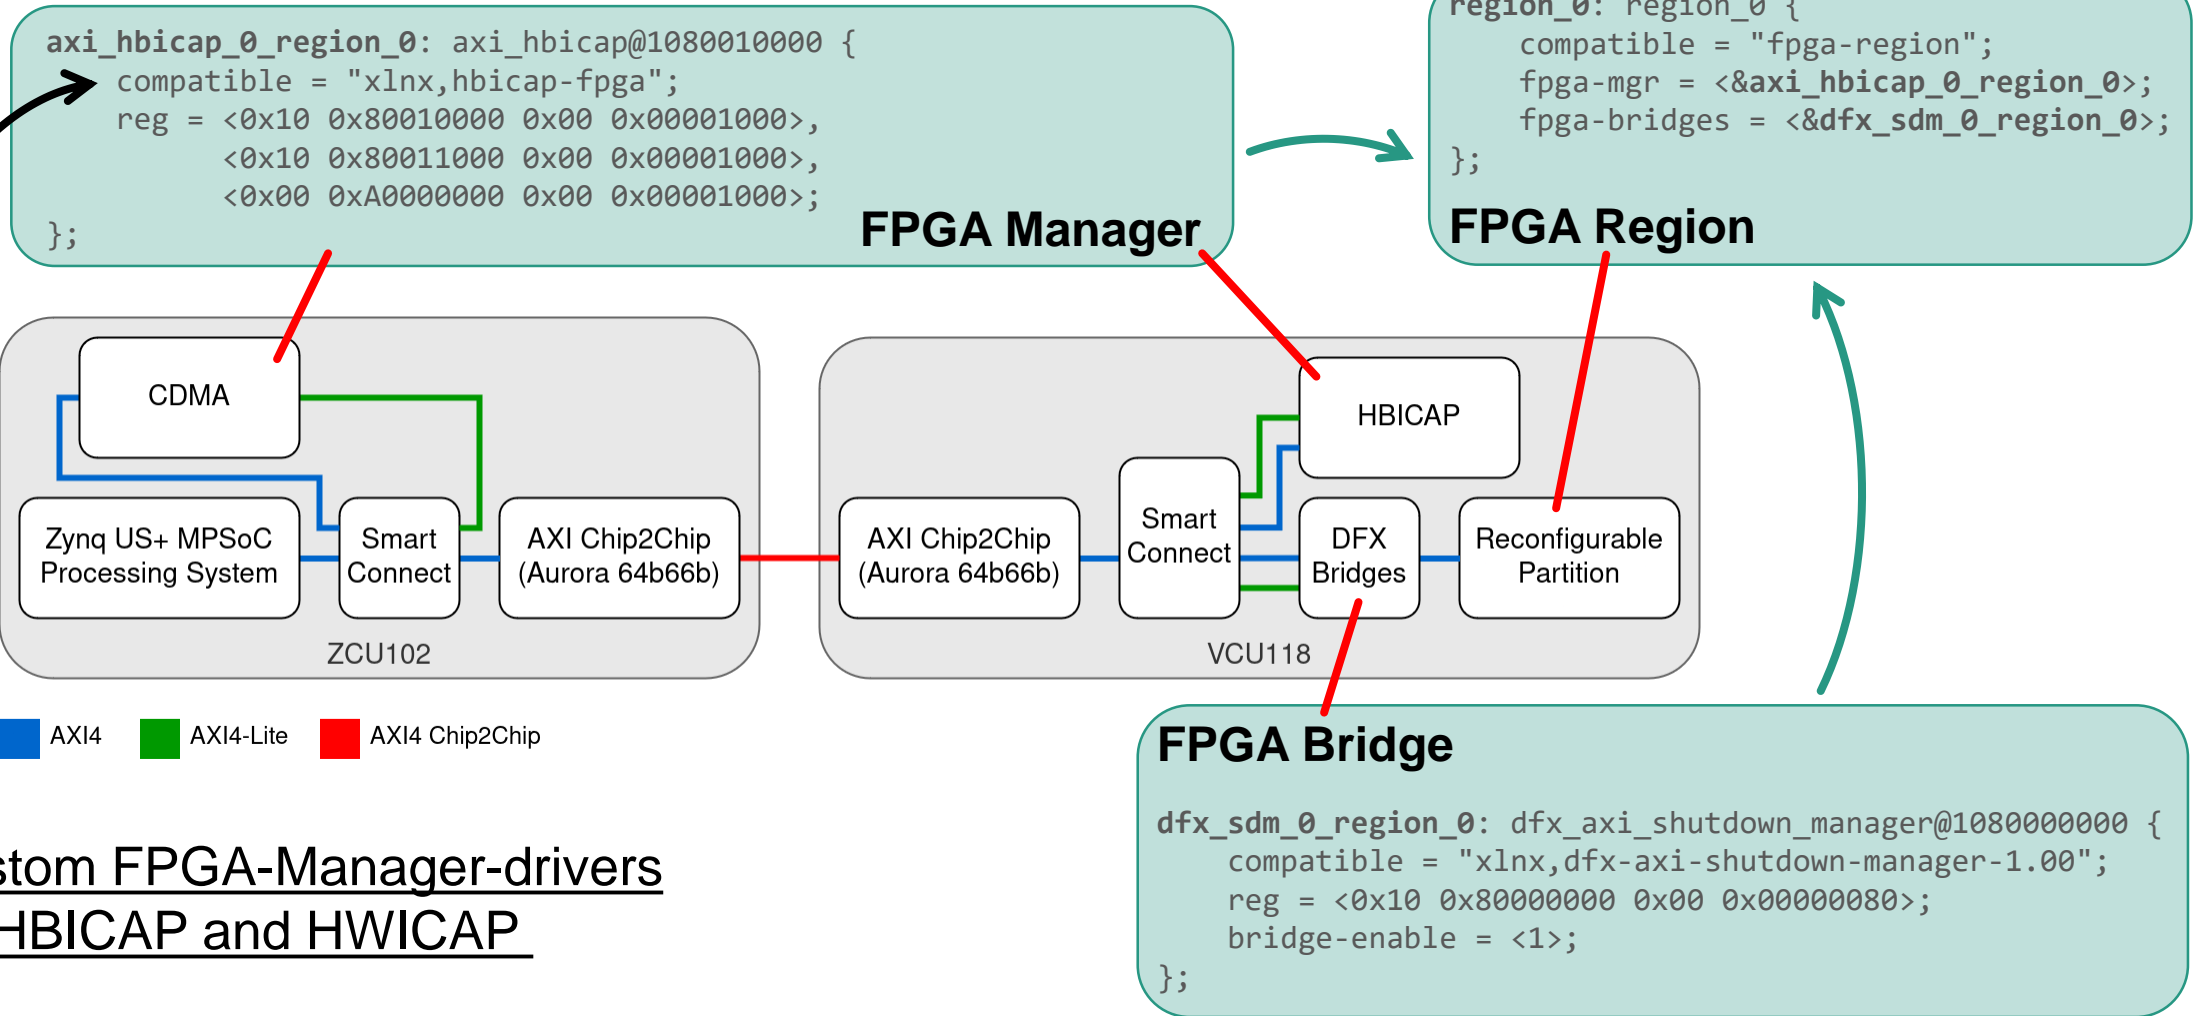 axi_hbicap_0_region_0: axi_hbicap@1080010000 {
compatible = "xlnx,hbicap-fpga";
reg = <0x10 0x80010000 0x00 0x00001000>,
<0x10 0x80011000 0x00 0x00001000>,
<0x00 0xA0000000 0x00 0x00001000>;
};
FPGA Manager
region_0: region_0 {
compatible = "fpga-region";
fpga-mgr = <&axi_hbicap_0_region_0>;
fpga-bridges = <&dfx_sdm_0_region_0>;
};
FPGA Region
CDMA
Zynq US+ MPSoC
Processing System
Smart
Connect
AXI Chip2Chip
(Aurora 64b66b)
ZCU102
AXI Chip2Chip
(Aurora 64b66b)
Smart
Connect
HBICAP
DFX
Bridges
Reconfigurable
Partition
VCU118
AXI4
AXI4-Lite
AXI4 Chip2Chip
FPGA Bridge
dfx_sdm_0_region_0: dfx_axi_shutdown_manager@1080000000 {
compatible = "xlnx,dfx-axi-shutdown-manager-1.00";
reg = <0x10 0x80000000 0x00 0x00000080>;
bridge-enable = <1>;
};
stom FPGA-Manager-drivers
HBICAP and HWICAP